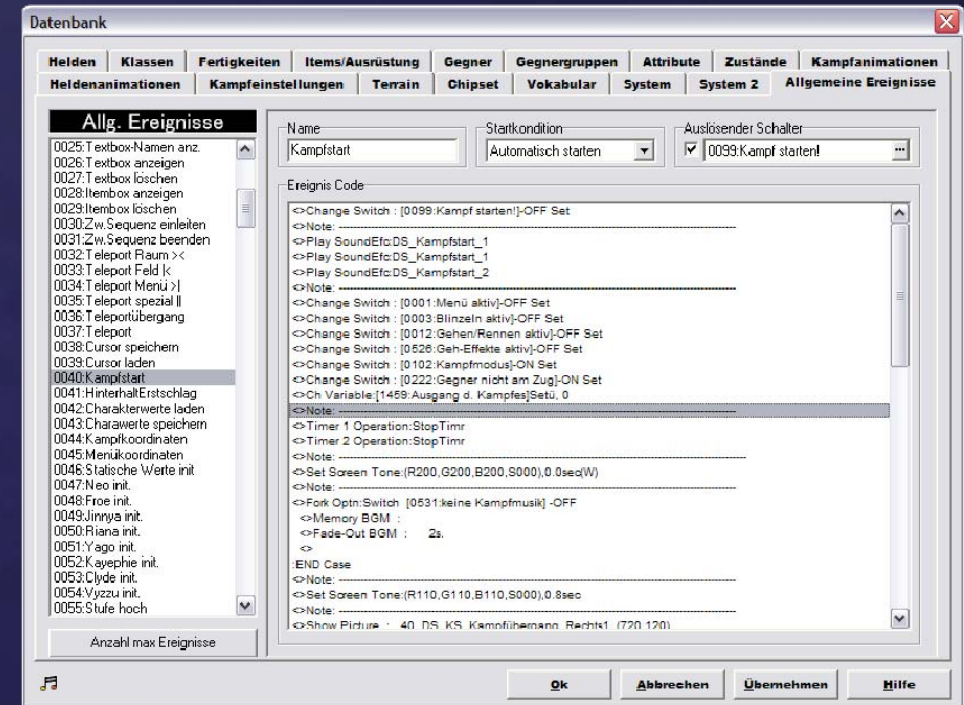 Datenbank
Helden Klassen Fertigkeiten Items/Ausrüstung Gegner Gegnergruppen Attribute Zustände Kampfanimationen
Heldenanimationen Kampfeinstellungen Terrain Chipset Vokabular System System 2 Allgemeine Ereignisse
Allg. Ereignisse
0025:Textbox-Namen anz.
0026:Textbox anzeigen
0027:Textbox löschen
0028:Itembox anzeigen
0029:Itembox löschen
0030:Zw.Sequenz einleiten
0031:Zw.Sequenz beenden
0032:Teleport Raum ><
0033:Teleport Feld |<
0034:Teleport Menü >|
0035:Teleport spezial ||
0036:Teleportübergang
0037:Teleport
0038:Cursor speichern
0039:Cursor laden
0040:Kampfstart
0041:HinterhaltErstschlag
0042:Charakterwerte laden
0043:Charawerte speichern
0044:Kampfkoordinaten
0045:Menükoordinaten
0046:Statische Werte init
0047:Neo init.
0048:Froe init.
0049:Jinnya init.
0050:Riana init.
0051:Yago init.
0052:Kayephie init.
0053:Clyde init.
0054:Vyzzu init.
0055:Stufe hoch
Anzahl max Ereignisse
Name
Kampfstart
Startkondition
Automatisch starten
Auslösender Schalter
0099:Kampf starten!
...
Ereignis Code
<>Change Switch : [0099:Kampf starten!]-OFF Set
<>Note: ------------------------------------------------------------
<>Play SoundEfc:DS_Kampfstart_1
<>Play SoundEfc:DS_Kampfstart_1
<>Play SoundEfc:DS_Kampfstart_2
<>Note: ------------------------------------------------------------
<>Change Switch : [0001:Menü aktiv]-OFF Set
<>Change Switch : [0003:Blinzeln aktiv]-OFF Set
<>Change Switch : [0012:Gehen/Rennen aktiv]-OFF Set
<>Change Switch : [0526:Geh-Effekte aktiv]-OFF Set
<>Change Switch : [0102:Kampfmodus]-ON Set
<>Change Switch : [0222:Gegner nicht am Zug]-ON Set
<>Ch Variable:[1459:Ausgang d. Kampfes]Setü, 0
<>Note: ------------------------------------------------------------
<>Timer 1 Operation:StopTimr
<>Timer 2 Operation:StopTimr
<>Note: ------------------------------------------------------------
<>Set Screen Tone:(R200,G200,B200,S000),0.0sec(W)
<>Note: ------------------------------------------------------------
<>Fork Optn:Switch [0531:keine Kampfmusik] -OFF
<>Memory BGM :
<>Fade-Out BGM : 2s.
<>
:END Case
<>Note: ------------------------------------------------------------
<>Set Screen Tone:(R110,G110,B110,S000),0.8sec
<>Note: ------------------------------------------------------------
<>Show Picture : 40, DS_KS_Kampfübergang_Rechts1, (720,120)
Ok Abbrechen Übernehmen Hilfe